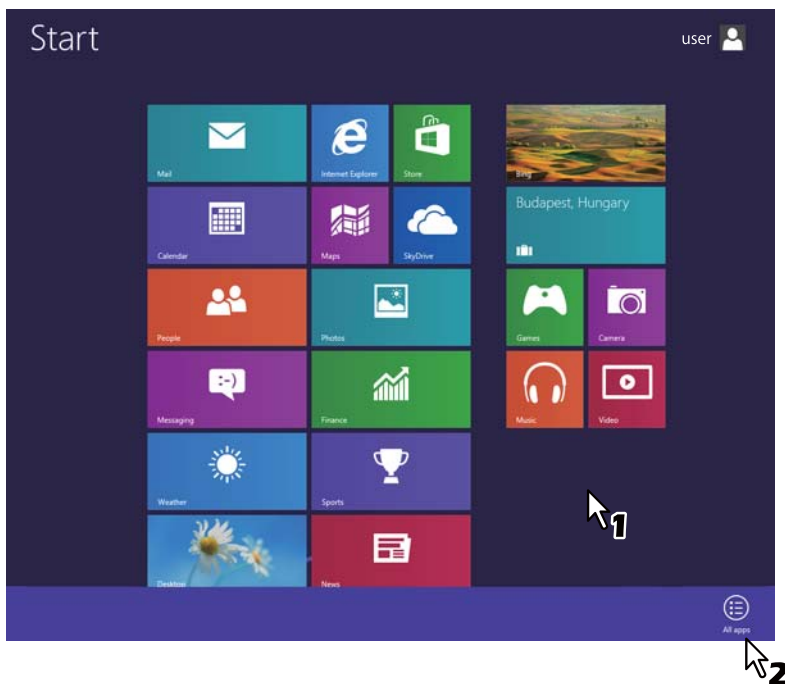 Start
user
Mail
Internet Explorer
Store
Bing
Calendar
Maps
SkyDrive
Budapest, Hungary
People
Photos
Games
Camera
Messaging
:-)
Finance
Music
Video
Weather
Sports
1
Desktop
News
All apps
2